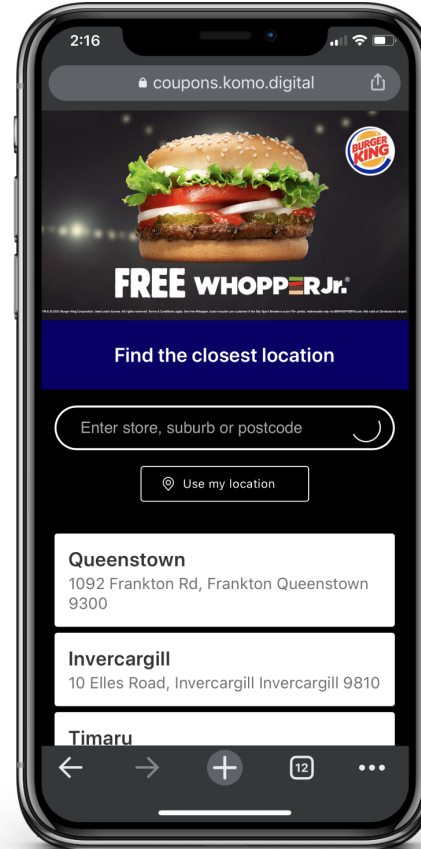 2:16
coupons.komo.digital
BURGER
KING
FREE WHOPPER Jr.®
Find the closest location
Enter store, suburb or postcode
Use my location
Queenstown
1092 Frankton Rd, Frankton Queenstown
9300
Invercargill
10 Elles Road, Invercargill Invercargill 9810
Timaru
12